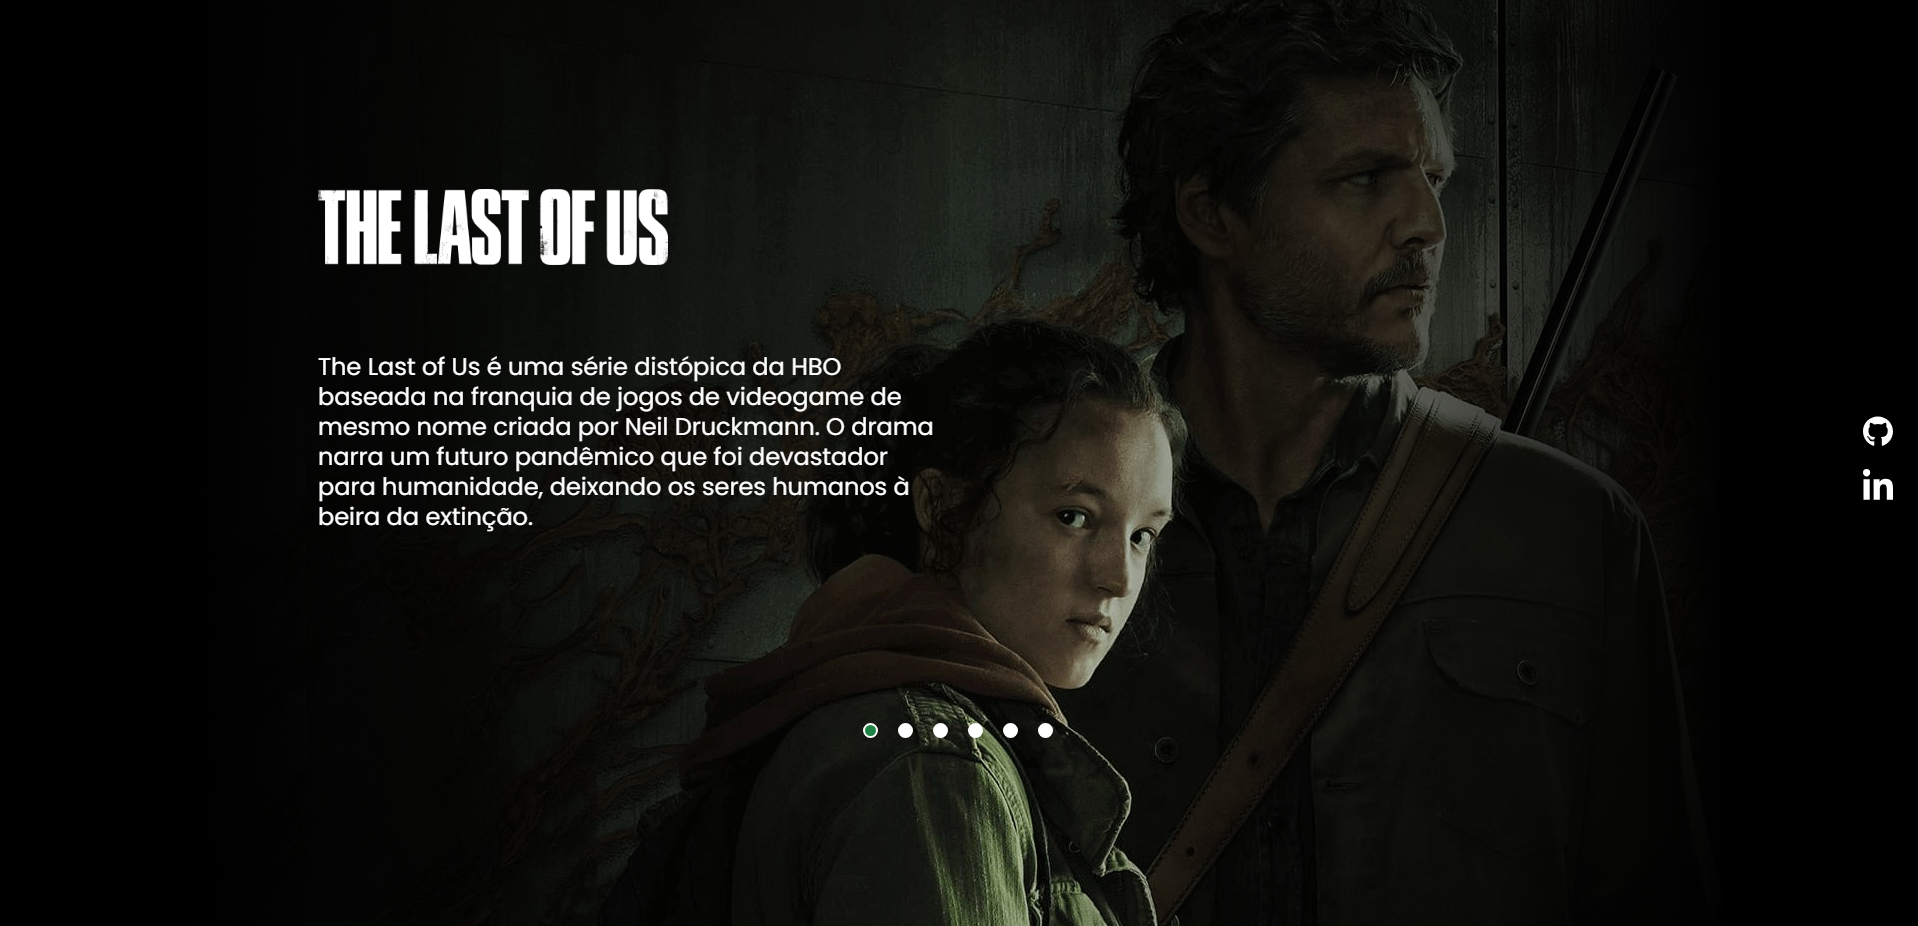 THE LAST OF US
The Last of Us é uma série distópica da HBO
baseada na franquia de jogos de videogame de
mesmo nome criada por Neil Druckmann. O drama
narra um futuro pandêmico que foi devastador
para humanidade, deixando os seres humanos à
beira da extinção.
in